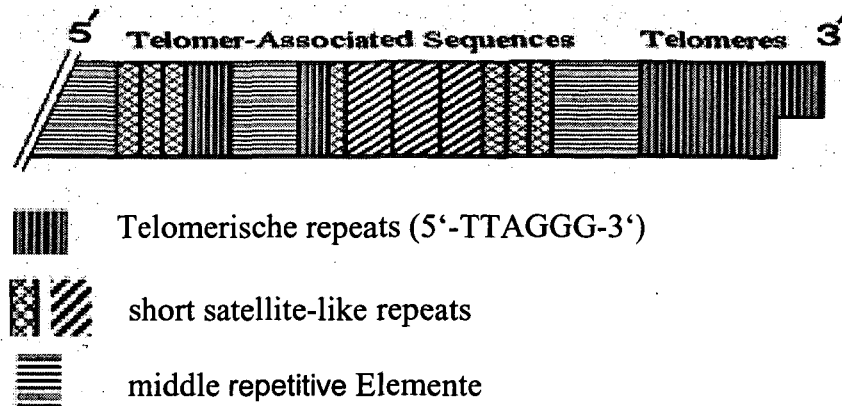 5′ Telomer-Associated Sequences Telomeres 3′
Telomerische repeats (5‘-TTAGGG-3‘)
short satellite-like repeats
middle repetitive Elemente